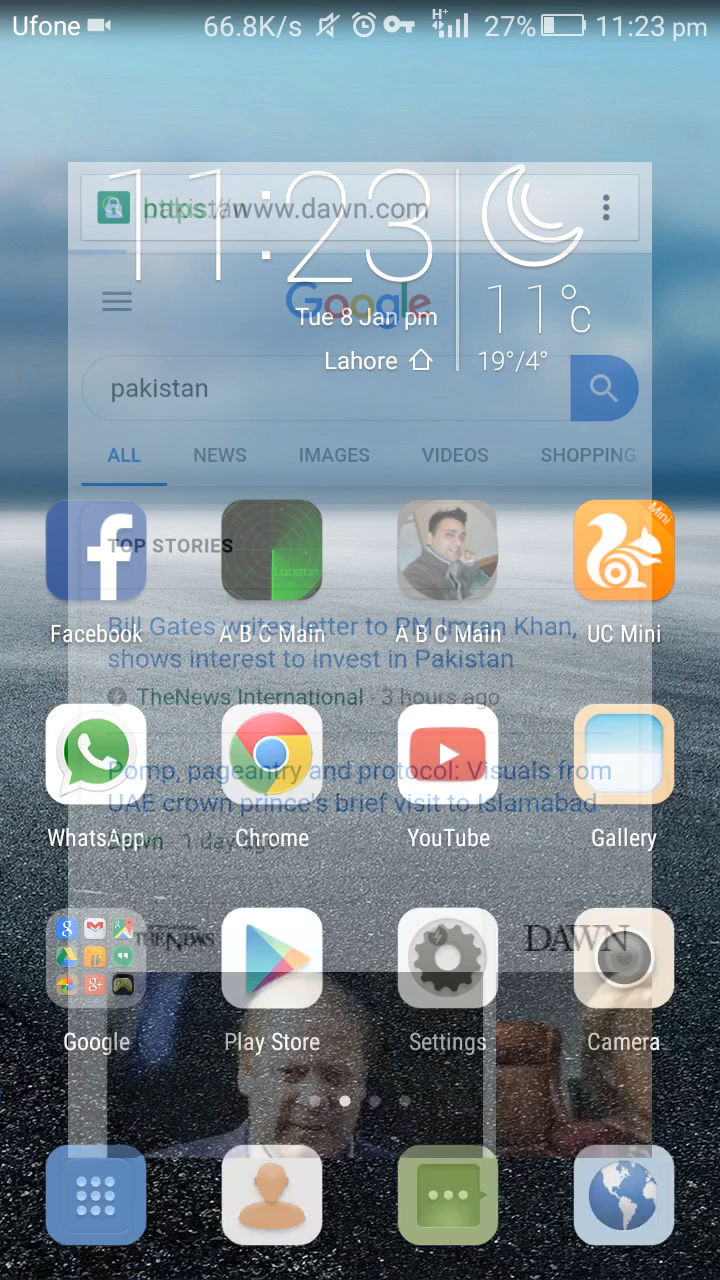 Ufone 66.8K/s H+ 27% 11:23 pm
https://www.dawn.com
pakistan
11:23
Google
11°C
Tue 8 Jan pm
Lahore 19°/4°
pakistan
ALL NEWS IMAGES VIDEOS SHOPPING
TOP STORIES
Mini
LOCATION
Facebook A B C Main A B C Main UC Mini
Bill Gates writes letter to PM Imran Khan,
shows interest to invest in Pakistan
TheNews International - 3 hours ago
Pomp, pageantry and protocol: Visuals from
UAE crown prince's brief visit to Islamabad
WhatsApp Chrome YouTube Gallery
Dawn - 1 day ago
THE NEWS DAWN
Google Play Store Settings Camera